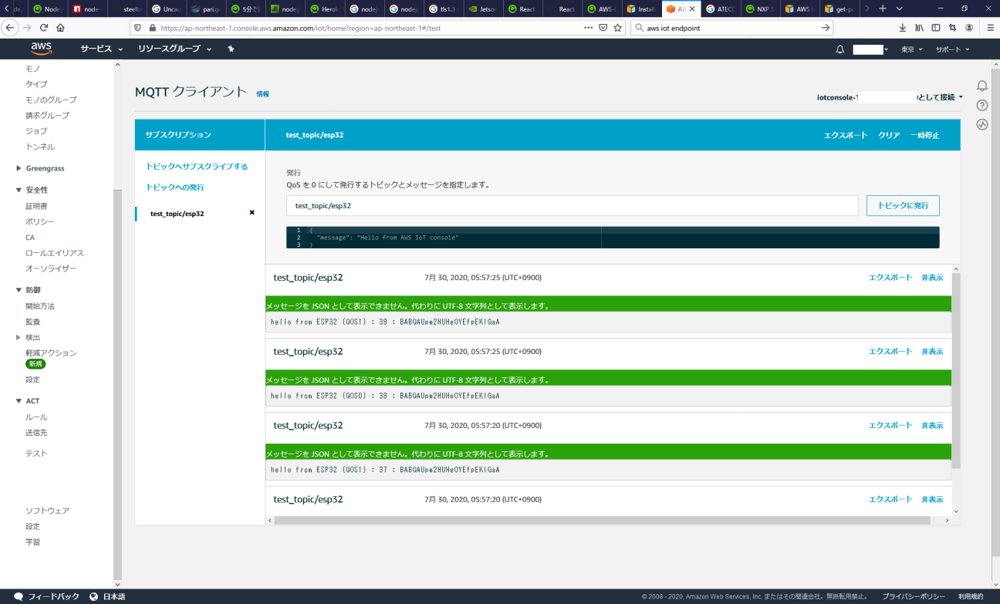 Node.
node-
steelb
Uncau
pari.g
5分で
node.
Herok
nodej
nodej
tls1.3
Jetson
React
React
AWS-
Install
AW
ATECC
NXP S
AWS I
get-p
https://ap-northeast-1.console.aws.amazon.com/iot/home?region=ap-northeast-1#/test
aws iot endpoint
aws
サービス
リソースグループ
東京
サポート
モノ
タイプ
モノのグループ
請求グループ
ジョブ
トンネル
Greengrass
安全性
証明書
ポリシー
CA
ロールエイリアス
オーソライザー
防御
開始方法
監査
検出
軽減アクション
新規
設定
ACT
ルール
送信先
テスト
ソフトウェア
設定
学習
MQTT クライアント 情報
iotconsole-1 として接続
サブスクリプション
test_topic/esp32
エクスポート クリア 一時停止
トピックへサブスクライブする
トピックへの発行
test_topic/esp32
発行
QoS を 0 にして発行するトピックとメッセージを指定します。
test_topic/esp32
トピックに発行
1 {
2 "message": "Hello from AWS IoT console"
3 }
test_topic/esp32 7月 30, 2020, 05:57:25 (UTC+0900) エクスポート 非表示
メッセージを JSON として表示できません。代わりに UTF-8 文字列として表示します。
hello from ESP32 (QOS1) : 39 : BABQAUpm2HUHeOYEfpEKIGaA
test_topic/esp32 7月 30, 2020, 05:57:25 (UTC+0900) エクスポート 非表示
メッセージを JSON として表示できません。代わりに UTF-8 文字列として表示します。
hello from ESP32 (QOS0) : 38 : BABQAUpm2HUHeOYEfpEKIGaA
test_topic/esp32 7月 30, 2020, 05:57:20 (UTC+0900) エクスポート 非表示
メッセージを JSON として表示できません。代わりに UTF-8 文字列として表示します。
hello from ESP32 (QOS1) : 37 : BABQAUpm2HUHeOYEfpEKIGaA
test_topic/esp32 7月 30, 2020, 05:57:20 (UTC+0900) エクスポート 非表示
フィードバック
日本語
© 2008 - 2020, Amazon Web Services, Inc. またはその関連会社。無断転用禁止。
プライバシーポリシー
利用規約